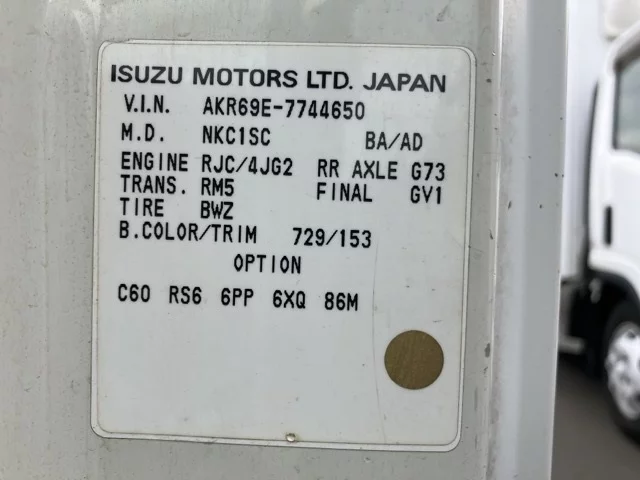 ISUZU MOTORS LTD. JAPAN
V.I.N. AKR69E-7744650
M.D. NKC1SC BA/AD
ENGINE RJC/4JG2 RR AXLE G73
TRANS. RM5 FINAL GV1
TIRE BWZ
B.COLOR/TRIM 729/153
OPTION
C60 RS6 6PP 6XQ 86M